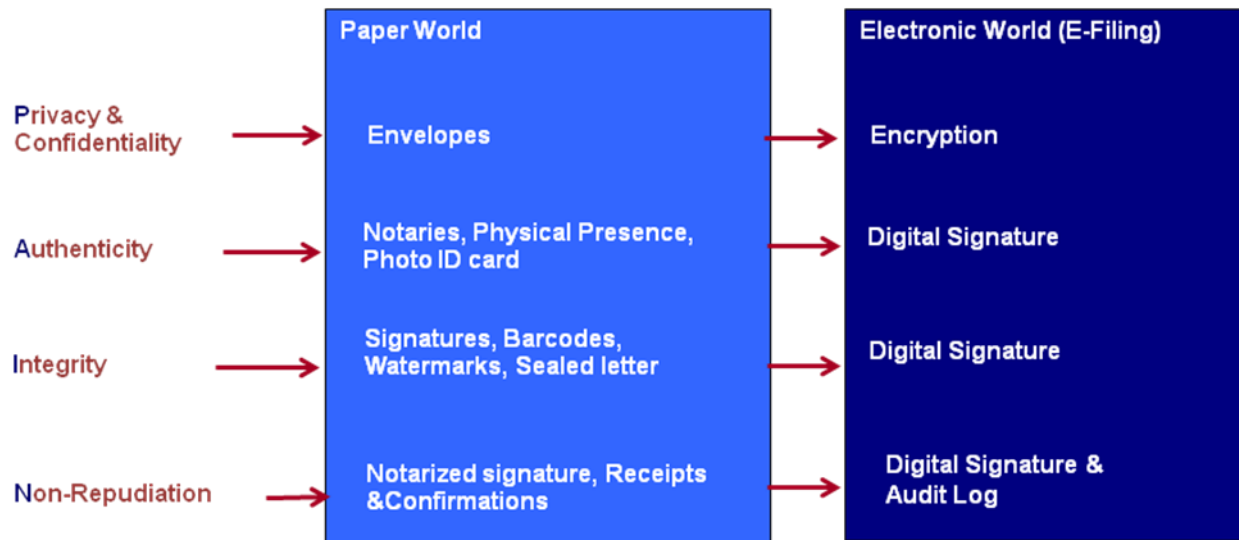 Paper World
Electronic World (E-Filing)
Privacy &
Confidentiality
Envelopes
Encryption
Authenticity
Notaries, Physical Presence,
Photo ID card
Digital Signature
Integrity
Signatures, Barcodes,
Watermarks, Sealed letter
Digital Signature
Non-Repudiation
Notarized signature, Receipts
&Confirmations
Digital Signature &
Audit Log